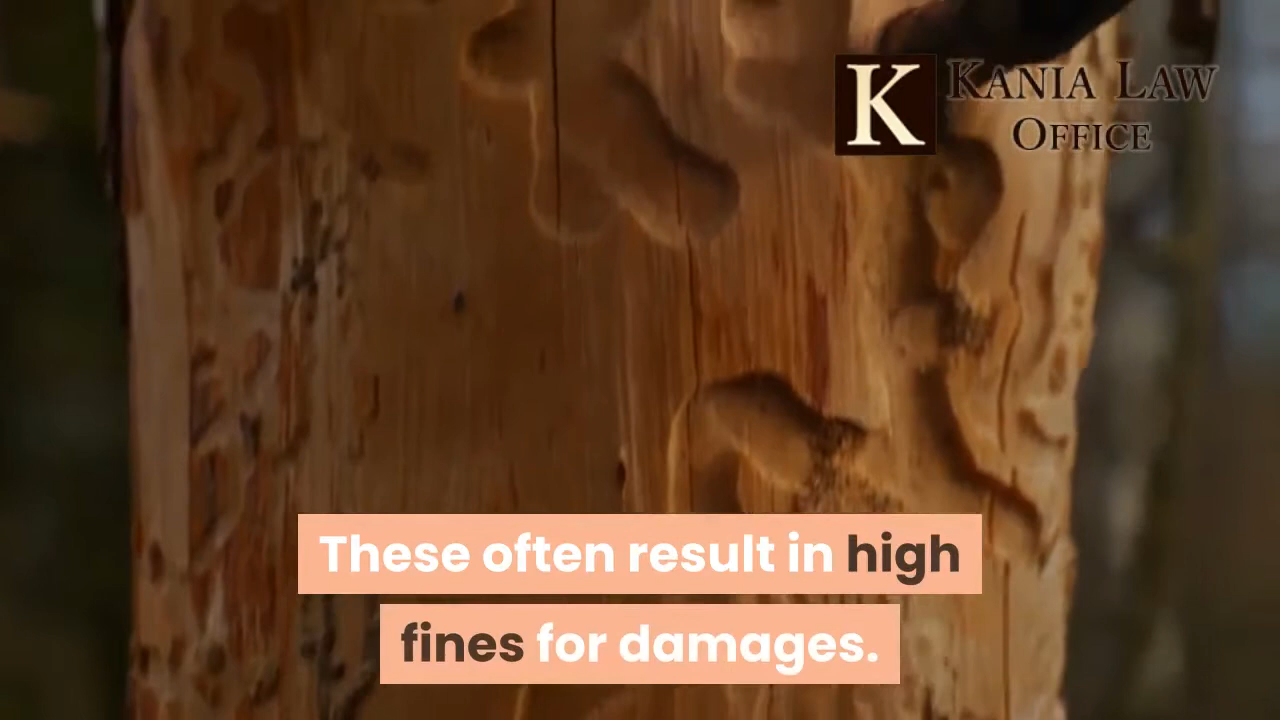 K
KANIA LAW
OFFICE
These often result in high
fines for damages.